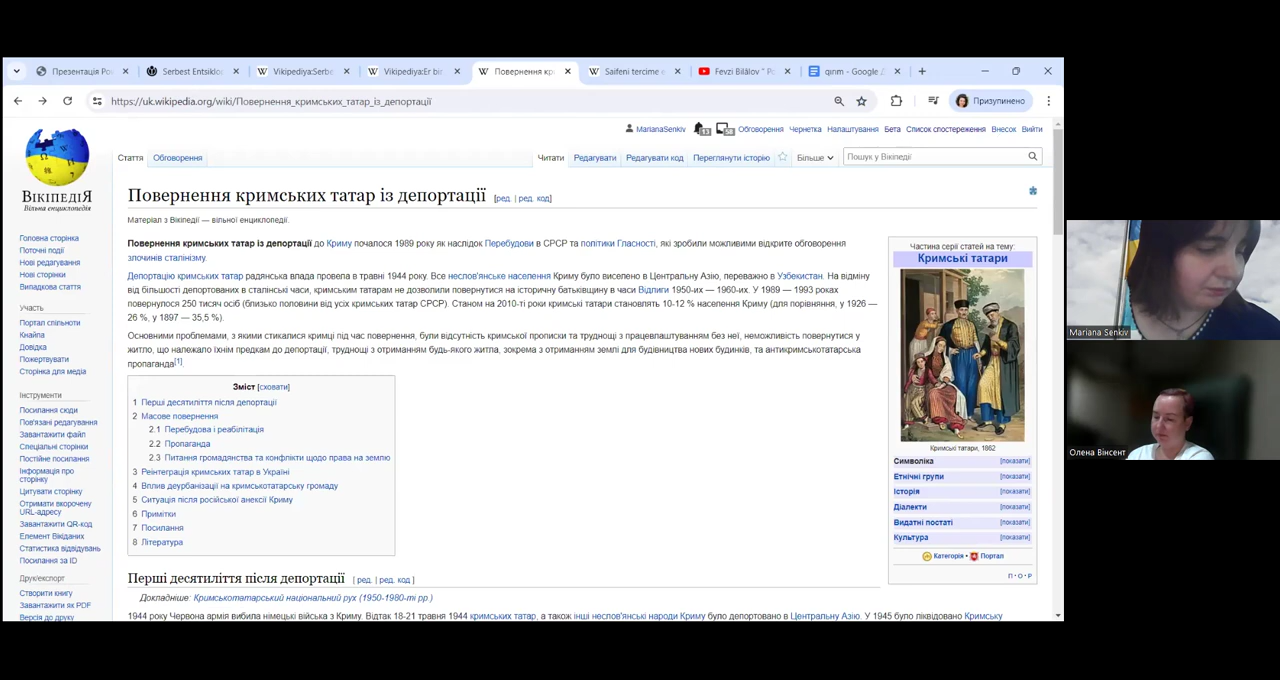 Презентація Pow
Serbest Entsiklo
Vikipediya:Serbe
Vikipediya:Er bir
Повернення кр
Saifeni tercime e
Fevzi Bilâlov " Р
qırım - Google Д
https://uk.wikipedia.org/wiki/Повернення_кримських_татар_із_депортації
Призупинено
MarianaSenkiv
Обговорення Чернетка Налаштування Бета Список спостереження Внесок Вийти
Стаття Обговорення
Читати Редагувати Редагувати код Переглянути історію Більше
Пошук у Вікіпедії
ВІКІПЕДІЯ
Вільна енциклопедія
Головна сторінка
Поточні події
Нові редагування
Нові сторінки
Випадкова стаття
Участь
Портал спільноти
Кнайпа
Довідка
Пожертвувати
Сторінка для медіа
Інструменти
Посилання сюди
Пов'язані редагування
Завантажити файл
Спеціальні сторінки
Постійне посилання
Інформація про
сторінку
Цитувати сторінку
Отримати вкорочену
URL-адресу
Завантажити QR-код
Елемент Вікіданих
Статистика відвідувань
Посилання за ID
Друк/експорт
Створити книгу
Завантажити як PDF
Версія до друку
Повернення кримських татар із депортації [ред. | ред. код]
Матеріал з Вікіпедії — вільної енциклопедії.
Повернення кримських татар із депортації до Криму почалося 1989 року як наслідок Перебудови в СРСР та політики Гласності, які зробили можливими відкрите обговорення
злочинів сталінізму.
Депортацію кримських татар радянська влада провела в травні 1944 року. Все неслов'янське населення Криму було виселено в Центральну Азію, переважно в Узбекистан. На відміну
від більшості депортованих в сталінські часи, кримським татарам не дозволили повернутися на історичну батьківщину в часи Відлиги 1950-их — 1960-их. У 1989 — 1993 роках
повернулося 250 тисяч осіб (близько половини від усіх кримських татар СРСР). Станом на 2010-ті роки кримські татари становлять 10-12 % населення Криму (для порівняння, у 1926 —
26 %, у 1897 — 35,5 %).
Основними проблемами, з якими стикалися кримці під час повернення, були відсутність кримської прописки та труднощі з працевлаштуванням без неї, неможливість повернутися у
житло, що належало їхнім предкам до депортації, труднощі з отриманням будь-якого житла, зокрема з отриманням землі для будівництва нових будинків, та антикримськотатарська
пропаганда[1].
Зміст [сховати]
1 Перші десятиліття після депортації
2 Масове повернення
2.1 Перебудова і реабілітація
2.2 Пропаганда
2.3 Питання громадянства та конфлікти щодо права на землю
3 Реінтеграція кримських татар в Україні
4 Вплив деурбанізації на кримськотатарську громаду
5 Ситуація після російської анексії Криму
6 Примітки
7 Посилання
8 Література
Перші десятиліття після депортації [ ред. | ред. код ]
Докладніше: Кримськотатарський національний рух (1950-1980-ті рр.)
1944 року Червона армія вибила німецькі війська з Криму. Відтак 18-21 травня 1944 кримських татар, а також інші неслов'янські народи Криму було депортовано в Центральну Азію. У 1945 було ліквідовано Кримську
Частина серії статей на тему:
Кримські татари
Кримські татари, 1862
Символіка [показати]
Етнічні групи [показати]
Історія [показати]
Діалекти [показати]
Видатні постаті [показати]
Культура [показати]
Категорія • Портал
П · О · Р
Mariana Senkiv
Олена Вінсент